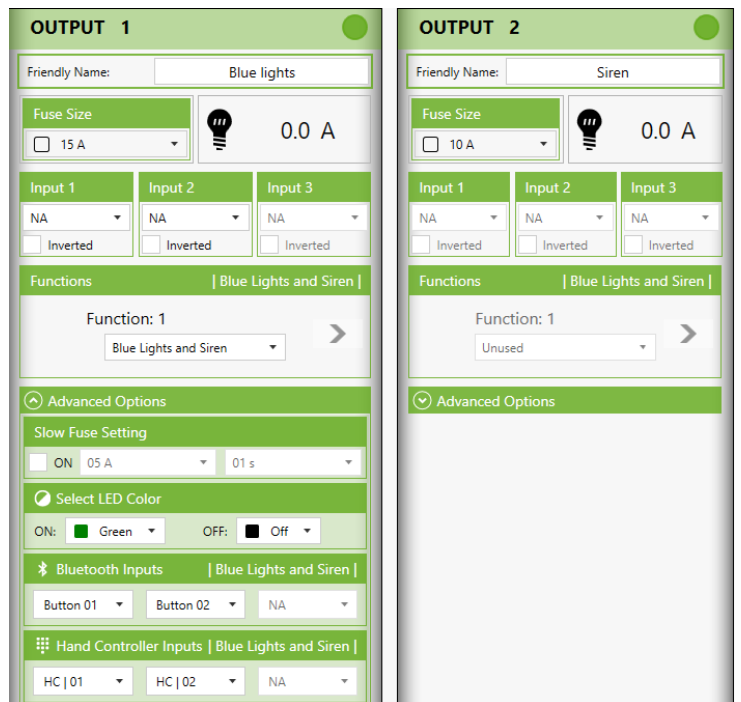 OUTPUT 1
Friendly Name: Blue lights
Fuse Size
15 A
0.0 A
Input 1 Input 2 Input 3
NA NA NA
Inverted Inverted Inverted
Functions | Blue Lights and Siren |
Function: 1
Blue Lights and Siren
Advanced Options
Slow Fuse Setting
ON 05 A 01 s
Select LED Color
ON: Green OFF: Off
Bluetooth Inputs | Blue Lights and Siren |
Button 01 Button 02 NA
Hand Controller Inputs | Blue Lights and Siren |
HC | 01 HC | 02 NA
OUTPUT 2
Friendly Name: Siren
Fuse Size
10 A
0.0 A
Input 1 Input 2 Input 3
NA NA NA
Inverted Inverted Inverted
Functions | Blue Lights and Siren |
Function: 1
Unused
Advanced Options